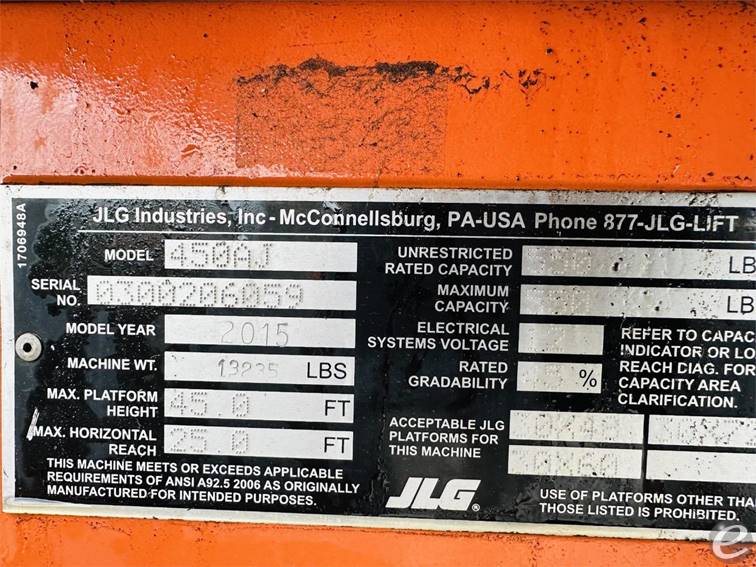 1706948A
JLG Industries, Inc - McConnellsburg, PA-USA Phone 877-JLG-LIFT
MODEL 450AJ
SERIAL NO. 0300206059
MODEL YEAR 2015
MACHINE WT. 13235 LBS
MAX. PLATFORM HEIGHT 45.0 FT
MAX. HORIZONTAL REACH 25.0 FT
THIS MACHINE MEETS OR EXCEEDS APPLICABLE
REQUIREMENTS OF ANSI A92.5 2006 AS ORIGINALLY
MANUFACTURED FOR INTENDED PURPOSES.
UNRESTRICTED
RATED CAPACITY LB
MAXIMUM
CAPACITY LB
ELECTRICAL
SYSTEMS VOLTAGE 12
RATED
GRADABILITY %
REFER TO CAPAC
INDICATOR OR LO
REACH DIAG. FOR
CAPACITY AREA
CLARIFICATION.
ACCEPTABLE JLG
PLATFORMS FOR
THIS MACHINE
JLG®
USE OF PLATFORMS OTHER THA
THOSE LISTED IS PROHIBITED.
e